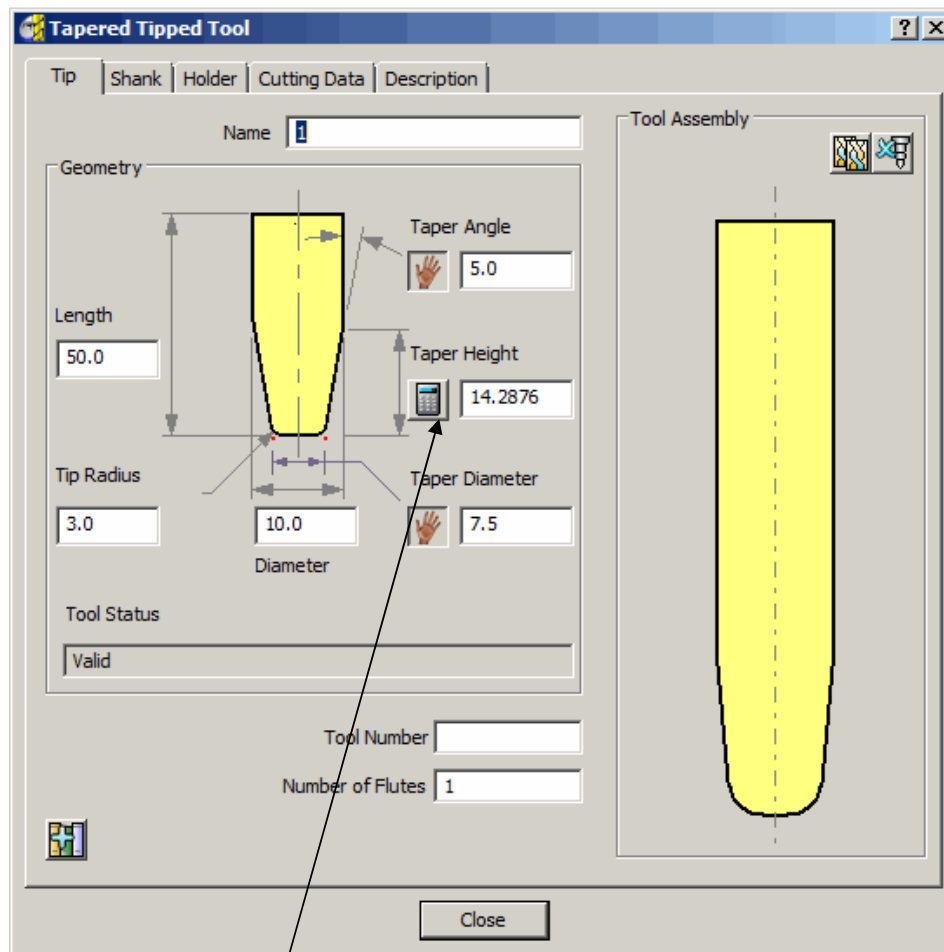 Tapered Tipped Tool
Tip
Shank
Holder
Cutting Data
Description
Name
1
Tool Assembly
Geometry
Taper Angle
5.0
Length
50.0
Taper Height
14.2876
Tip Radius
3.0
10.0
Diameter
Taper Diameter
7.5
Tool Status
Valid
Tool Number
Number of Flutes
1
Close